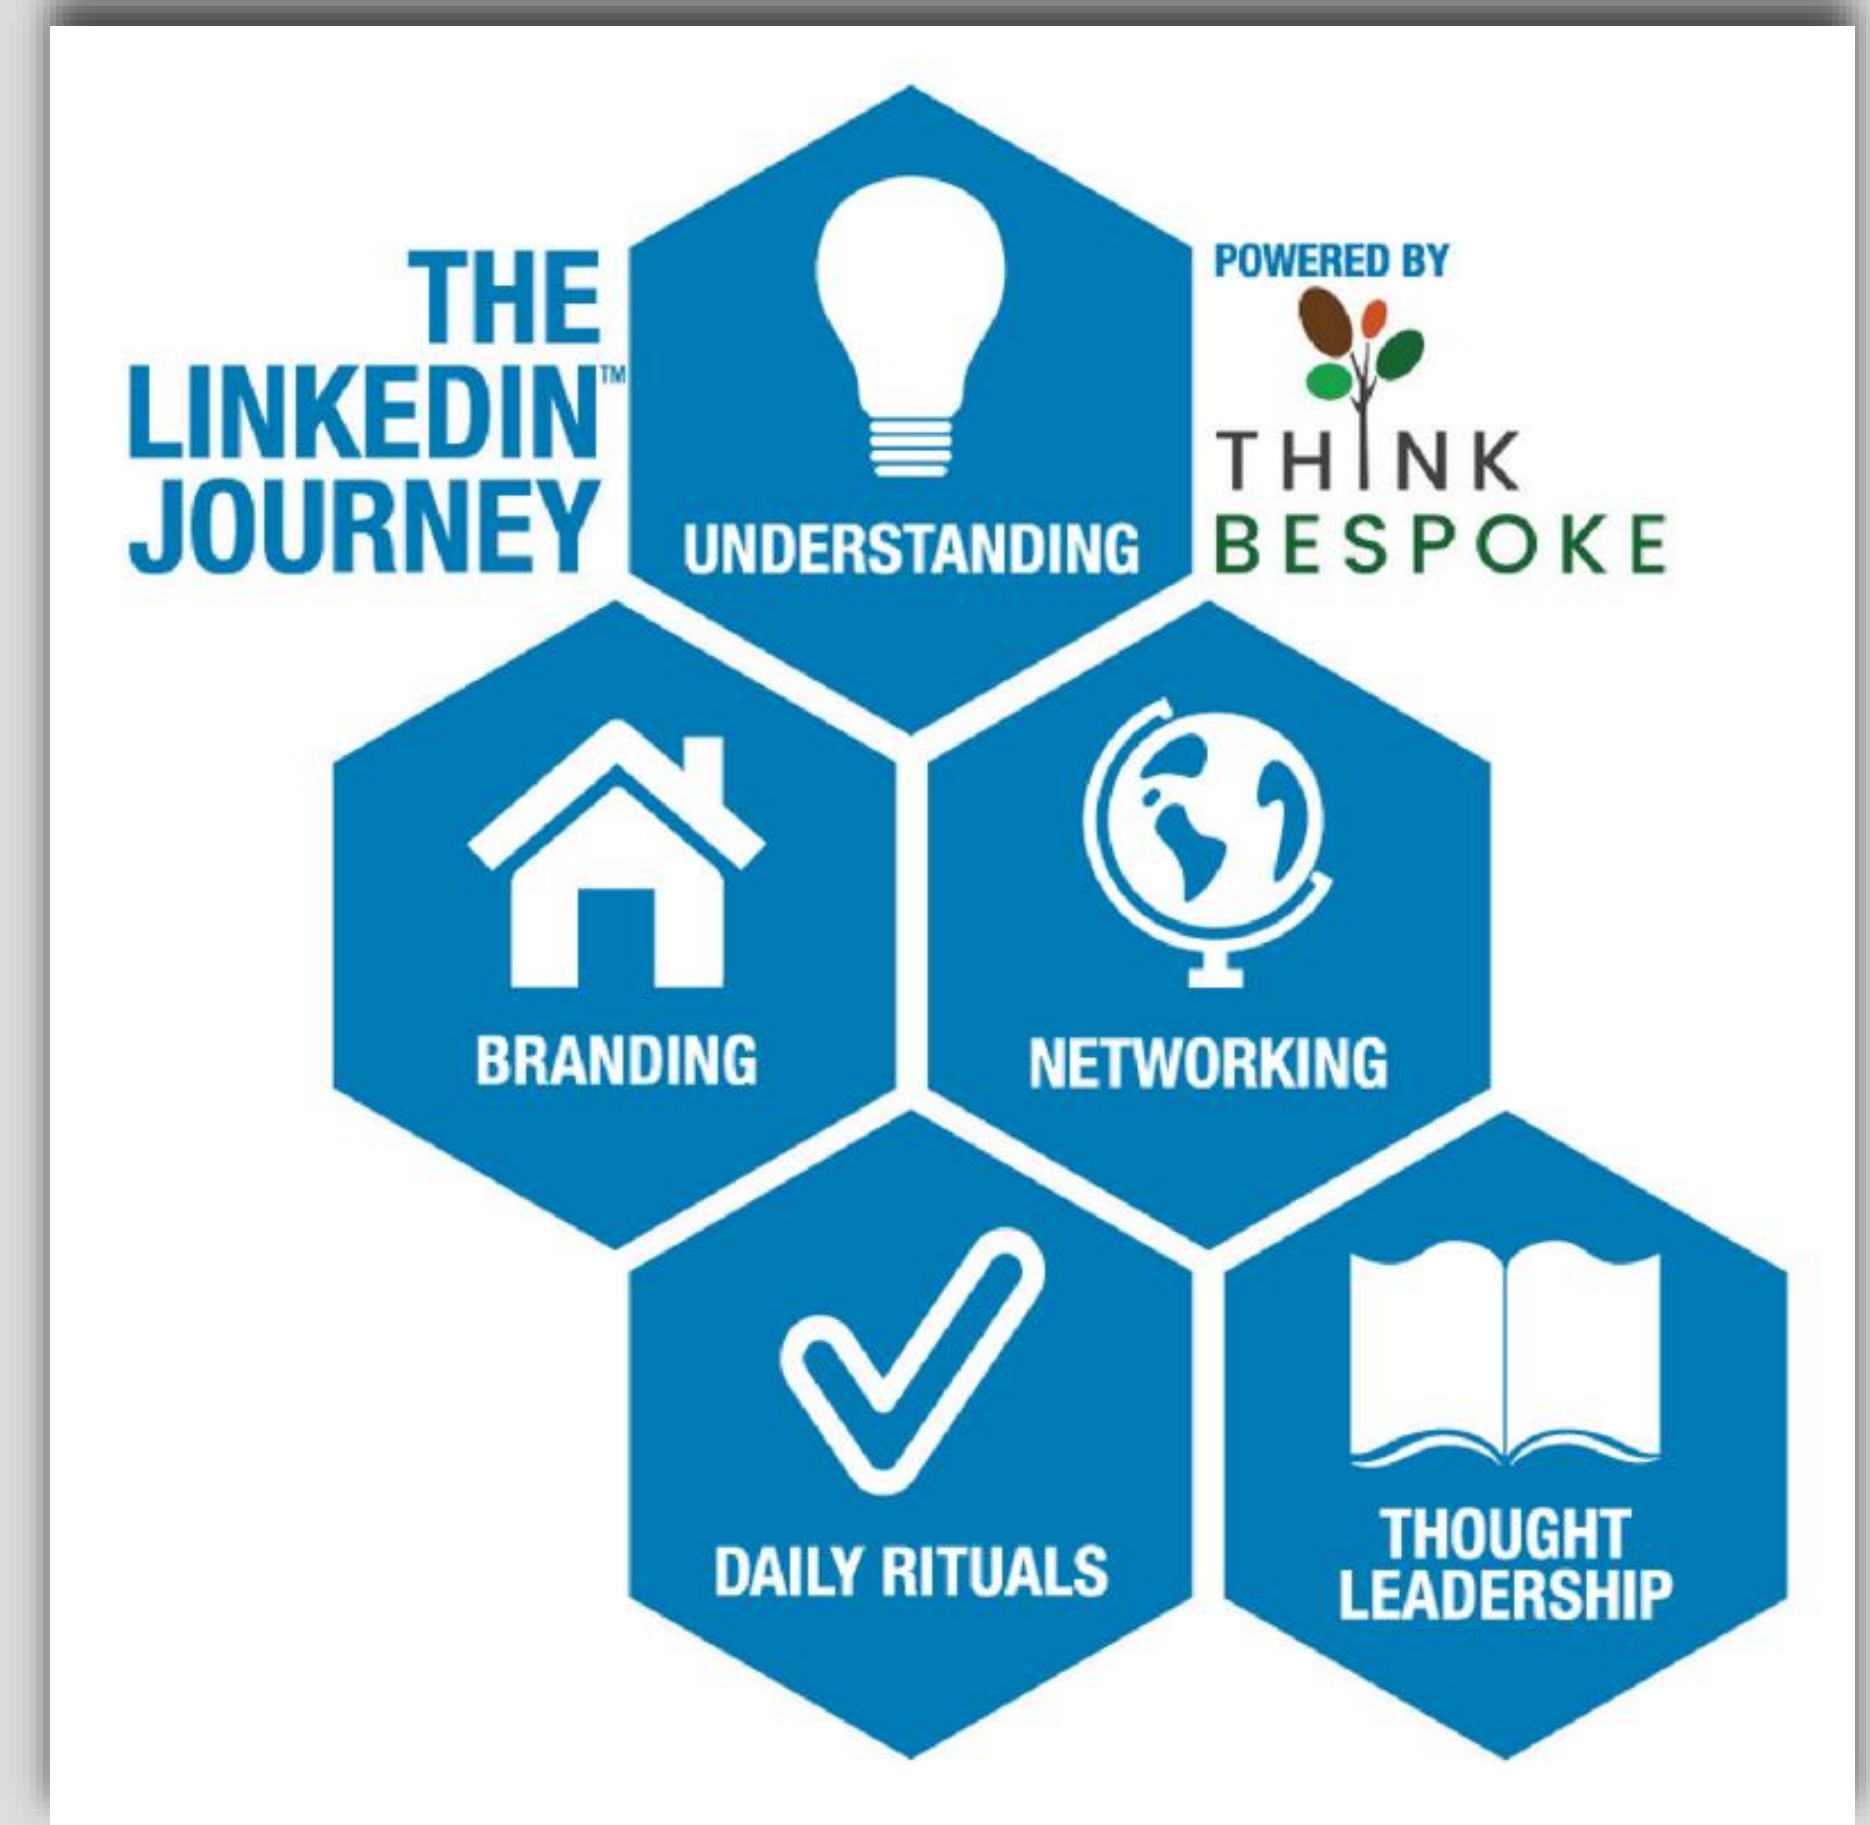 THE
LINKEDIN™
JOURNEY
UNDERSTANDING
POWERED BY
THINK
BESPOKE
BRANDING
NETWORKING
DAILY RITUALS
THOUGHT
LEADERSHIP